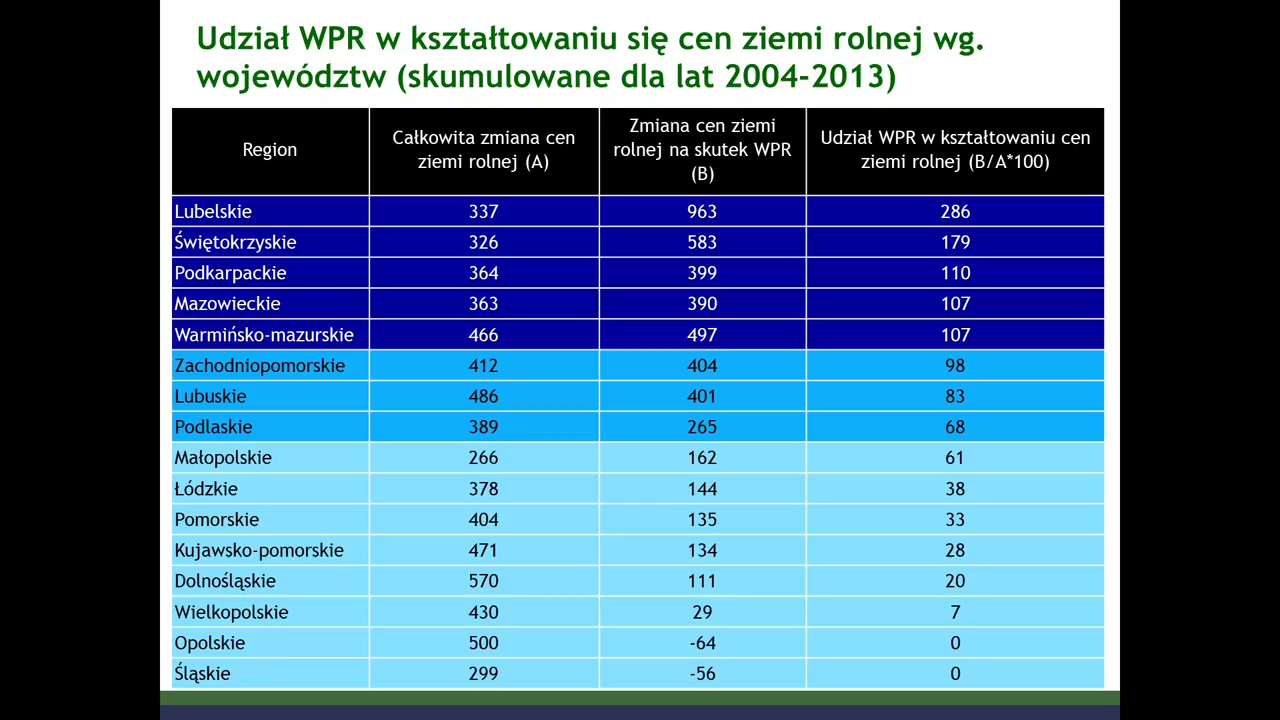 Udział WPR w kształtowaniu się cen ziemi rolnej wg.
województw (skumulowane dla lat 2004-2013)
Region
Całkowita zmiana cen
ziemi rolnej (A)
Zmiana cen ziemi
rolnej na skutek WPR
(B)
Udział WPR w kształtowaniu cen
ziemi rolnej (B/A*100)
Lubelskie 337 963 286
Świętokrzyskie 326 583 179
Podkarpackie 364 399 110
Mazowieckie 363 390 107
Warmińsko-mazurskie 466 497 107
Zachodniopomorskie 412 404 98
Lubuskie 486 401 83
Podlaskie 389 265 68
Małopolskie 266 162 61
Łódzkie 378 144 38
Pomorskie 404 135 33
Kujawsko-pomorskie 471 134 28
Dolnośląskie 570 111 20
Wielkopolskie 430 29 7
Opolskie 500 -64 0
Śląskie 299 -56 0